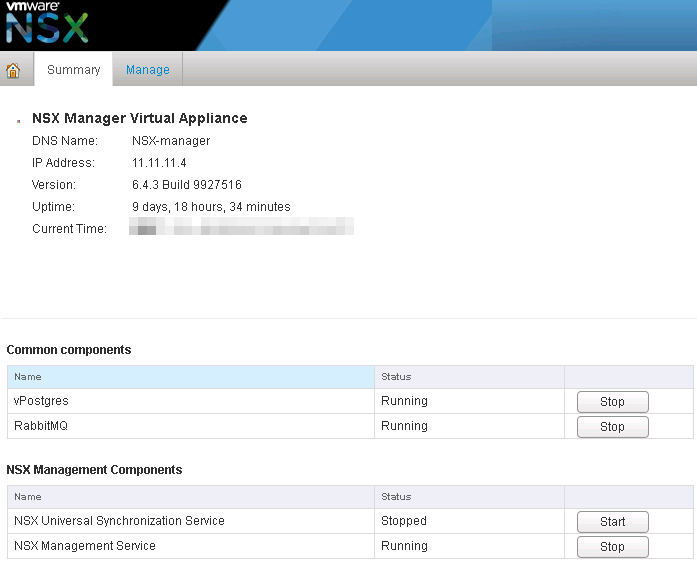 vmware
NSX
Summary Manage
NSX Manager Virtual Appliance
DNS Name: NSX-manager
IP Address: 11.11.11.4
Version: 6.4.3 Build 9927516
Uptime: 9 days, 18 hours, 34 minutes
Current Time:
Common components
Name Status
vPostgres Running Stop
RabbitMQ Running Stop
NSX Management Components
Name Status
NSX Universal Synchronization Service Stopped Start
NSX Management Service Running Stop